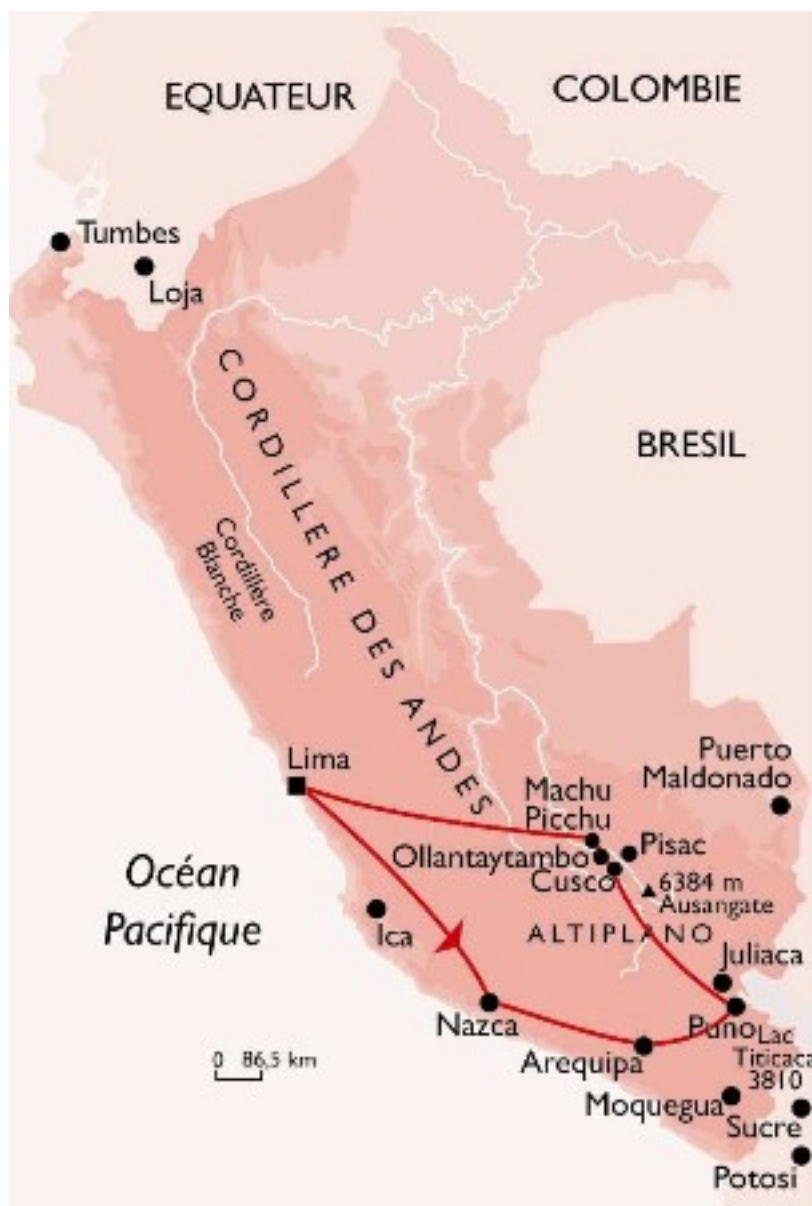 EQUATEUR
COLOMBIE
Tumbes
Loja
BRESIL
CORDILLERE DES ANDES
Cordillère
Blanche
Lima
Puerto
Maldonado
Machu
Picchu
Ollantaytambo
Pisac
Cusco
6384 m
Ausangate
Océan
Pacifique
Ica
ALTIPLANO
Juliaca
Nazca
Puno
Lac
Titicaca
3810
Arequipa
0 86,5 km
Moquegua
Sucre
Potosi